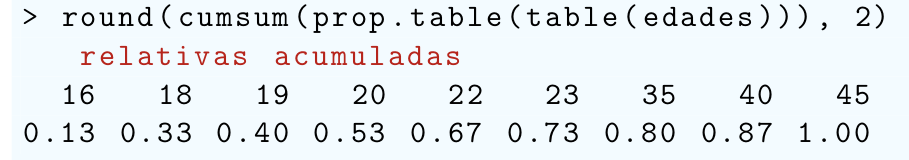 > round(cumsum(prop.table(table(edades))), 2)
relativas acumuladas
16 18 19 20 22 23 35 40 45
0.13 0.33 0.40 0.53 0.67 0.73 0.80 0.87 1.00